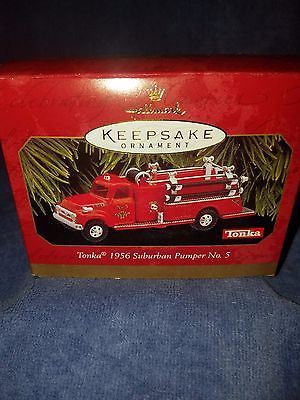 Hallmark
KEEPSAKE
ORNAMENT
Tonka® 1956 Suburban Pumper No. 5
Tonka